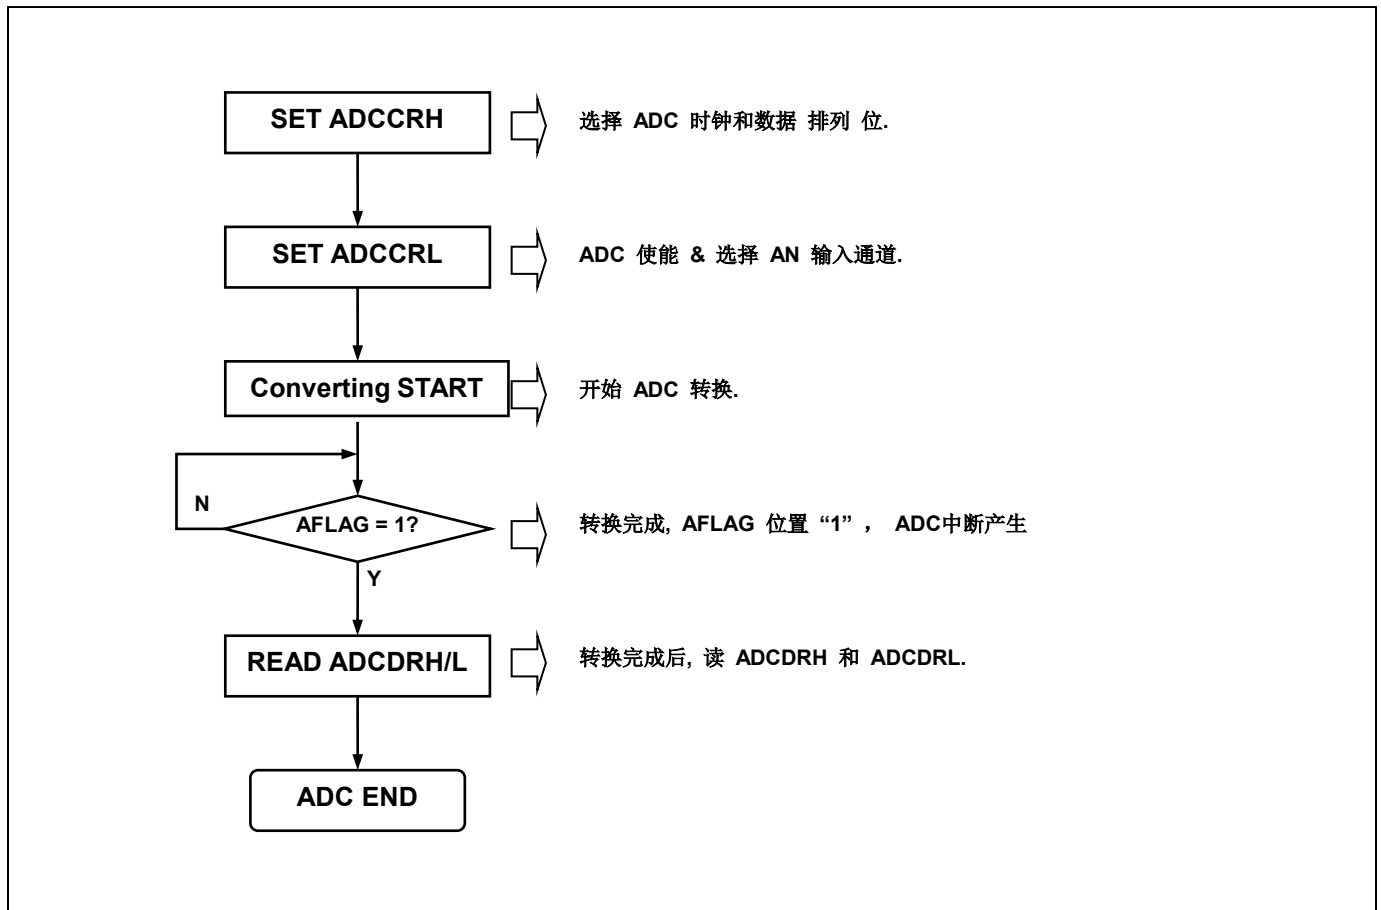 SET ADCCRH
选择 ADC 时钟和数据 排列 位.
SET ADCCRL
ADC 使能 & 选择 AN 输入通道.
Converting START
开始 ADC 转换.
N
AFLAG = 1?
转换完成, AFLAG 位置 “1” ， ADC中断产生
Y
READ ADCDRH/L
转换完成后, 读 ADCDRH 和 ADCDRL.
ADC END